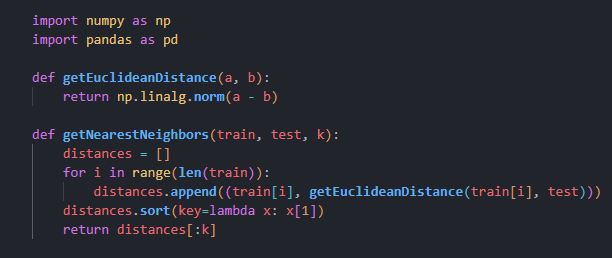 import numpy as np
import pandas as pd
def getEuclideanDistance(a, b):
    return np.linalg.norm(a - b)
def getNearestNeighbors(train, test, k):
    distances = []
    for i in range(len(train)):
        distances.append((train[i], getEuclideanDistance(train[i], test)))
    distances.sort(key=lambda x: x[1])
    return distances[:k]